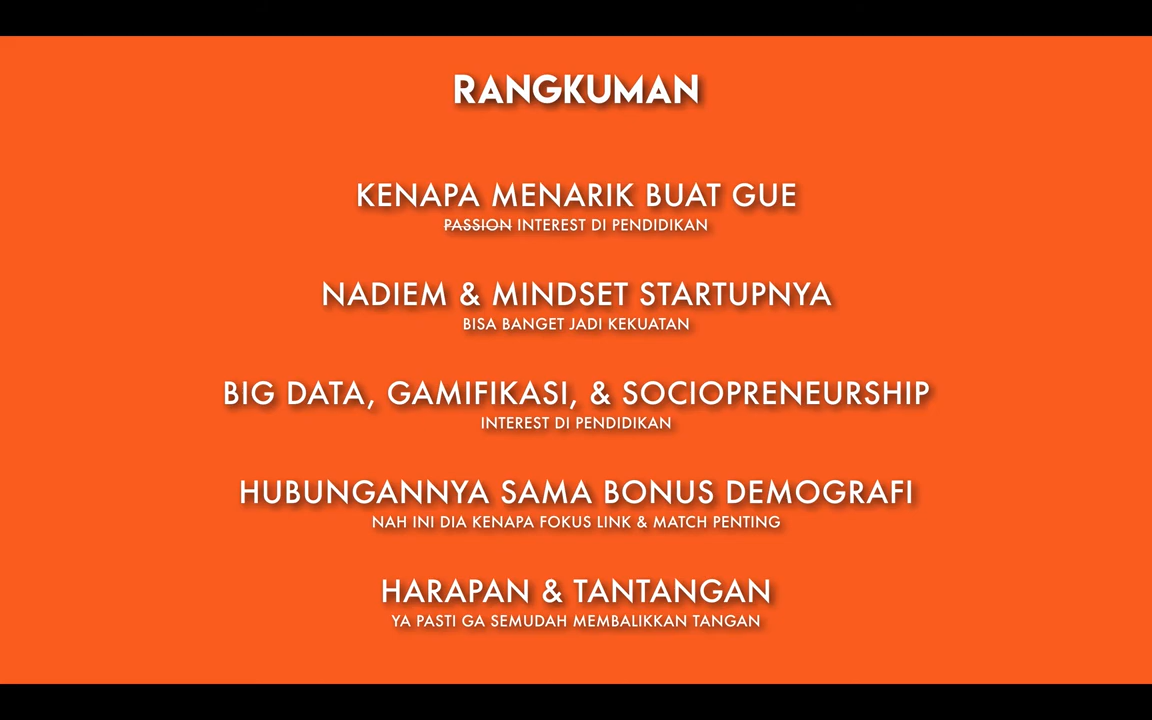 RANGKUMAN
KENAPA MENARIK BUAT GUE
PASSION INTEREST DI PENDIDIKAN
NADIEM & MINDSET STARTUPNYA
BISA BANGET JADI KEKUATAN
BIG DATA, GAMIFIKASI, & SOCIOPRENEURSHIP
INTEREST DI PENDIDIKAN
HUBUNGANNYA SAMA BONUS DEMOGRAFI
NAH INI DIA KENAPA FOKUS LINK & MATCH PENTING
HARAPAN & TANTANGAN
YA PASTI GA SEMUDAH MEMBALIKKAN TANGAN